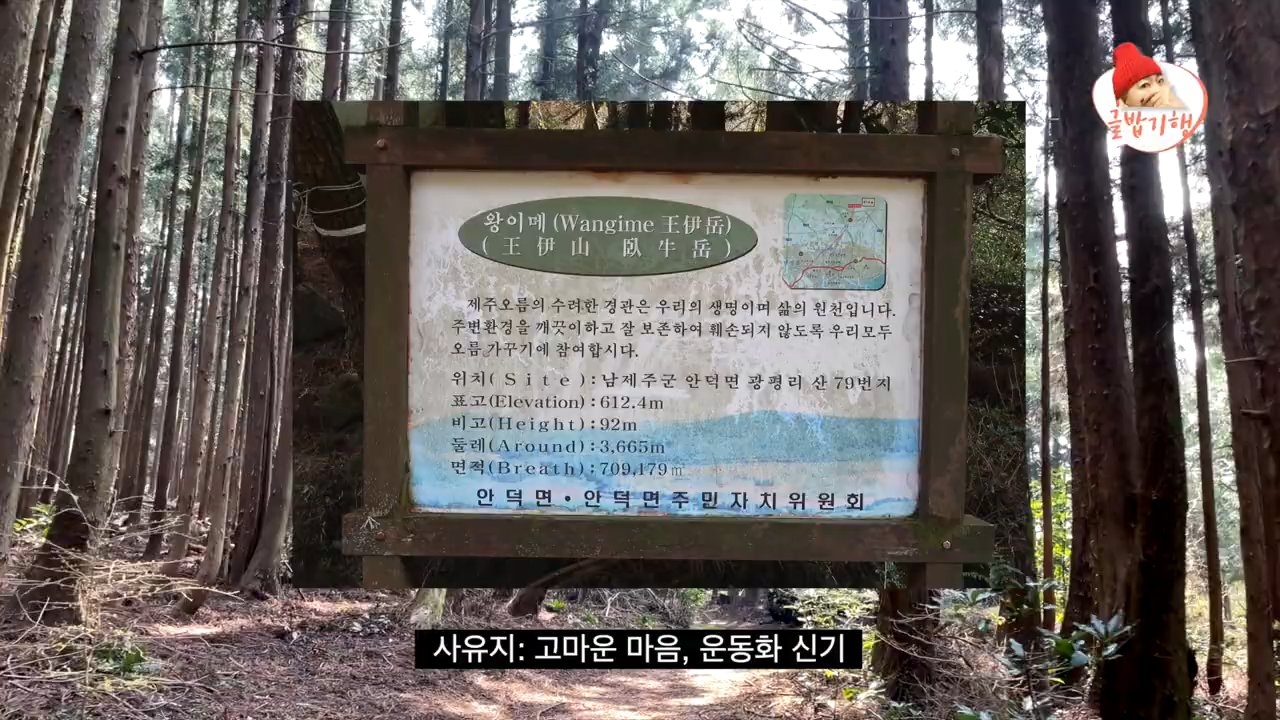 글밥기행
왕이메 (Wangime 王伊岳)
( 王 伊 山 臥 牛 岳 )
제주오름의 수려한 경관은 우리의 생명이며 삶의 원천입니다.
주변환경을 깨끗이하고 잘 보존하여 훼손되지 않도록 우리모두
오름 가꾸기에 참여합시다.
위치( S i t e ) : 남제주군 안덕면 광평리 산 79번지
표고(Elevation) : 612.4m
비고(Height) : 92m
둘레(Around) : 3,665m
면적(Breath) : 709,179㎡
안덕면 • 안덕면주민자치위원회
사유지: 고마운 마음, 운동화 신기